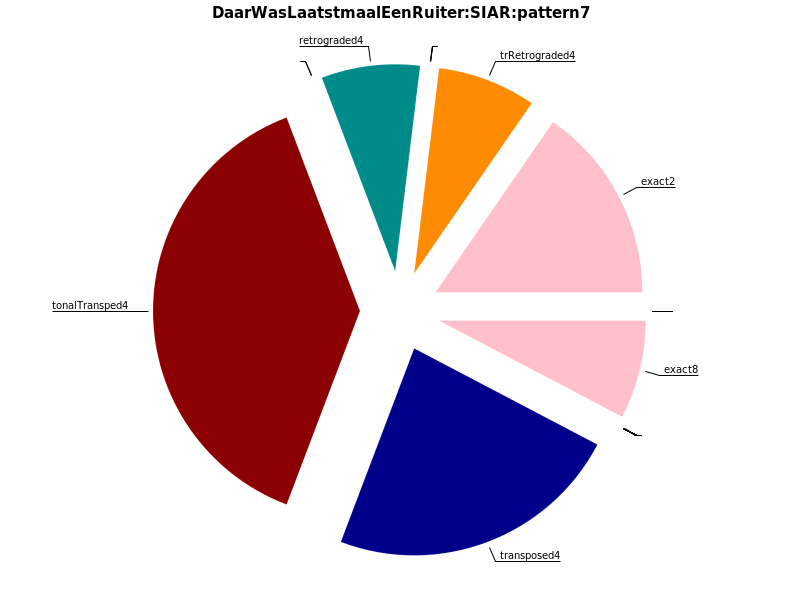 DaarWasLaatstmaalEenRuiter:SIAR:pattern7
retrograded4
trRetrograded4
exact2
tonalTransped4
exact8
transposed4